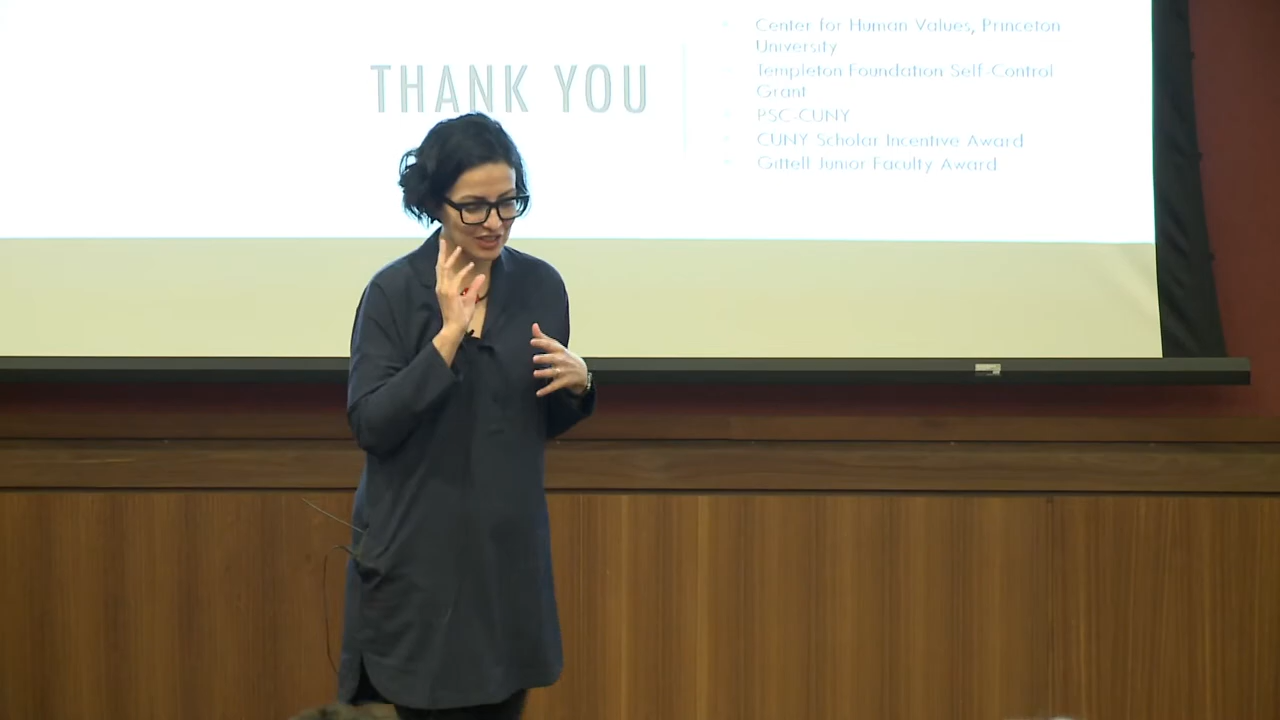 THANK YOU
Center for Human Values, Princeton
University
Templeton Foundation Self-Control
Grant
PSC-CUNY
CUNY Scholar Incentive Award
Gittell Junior Faculty Award